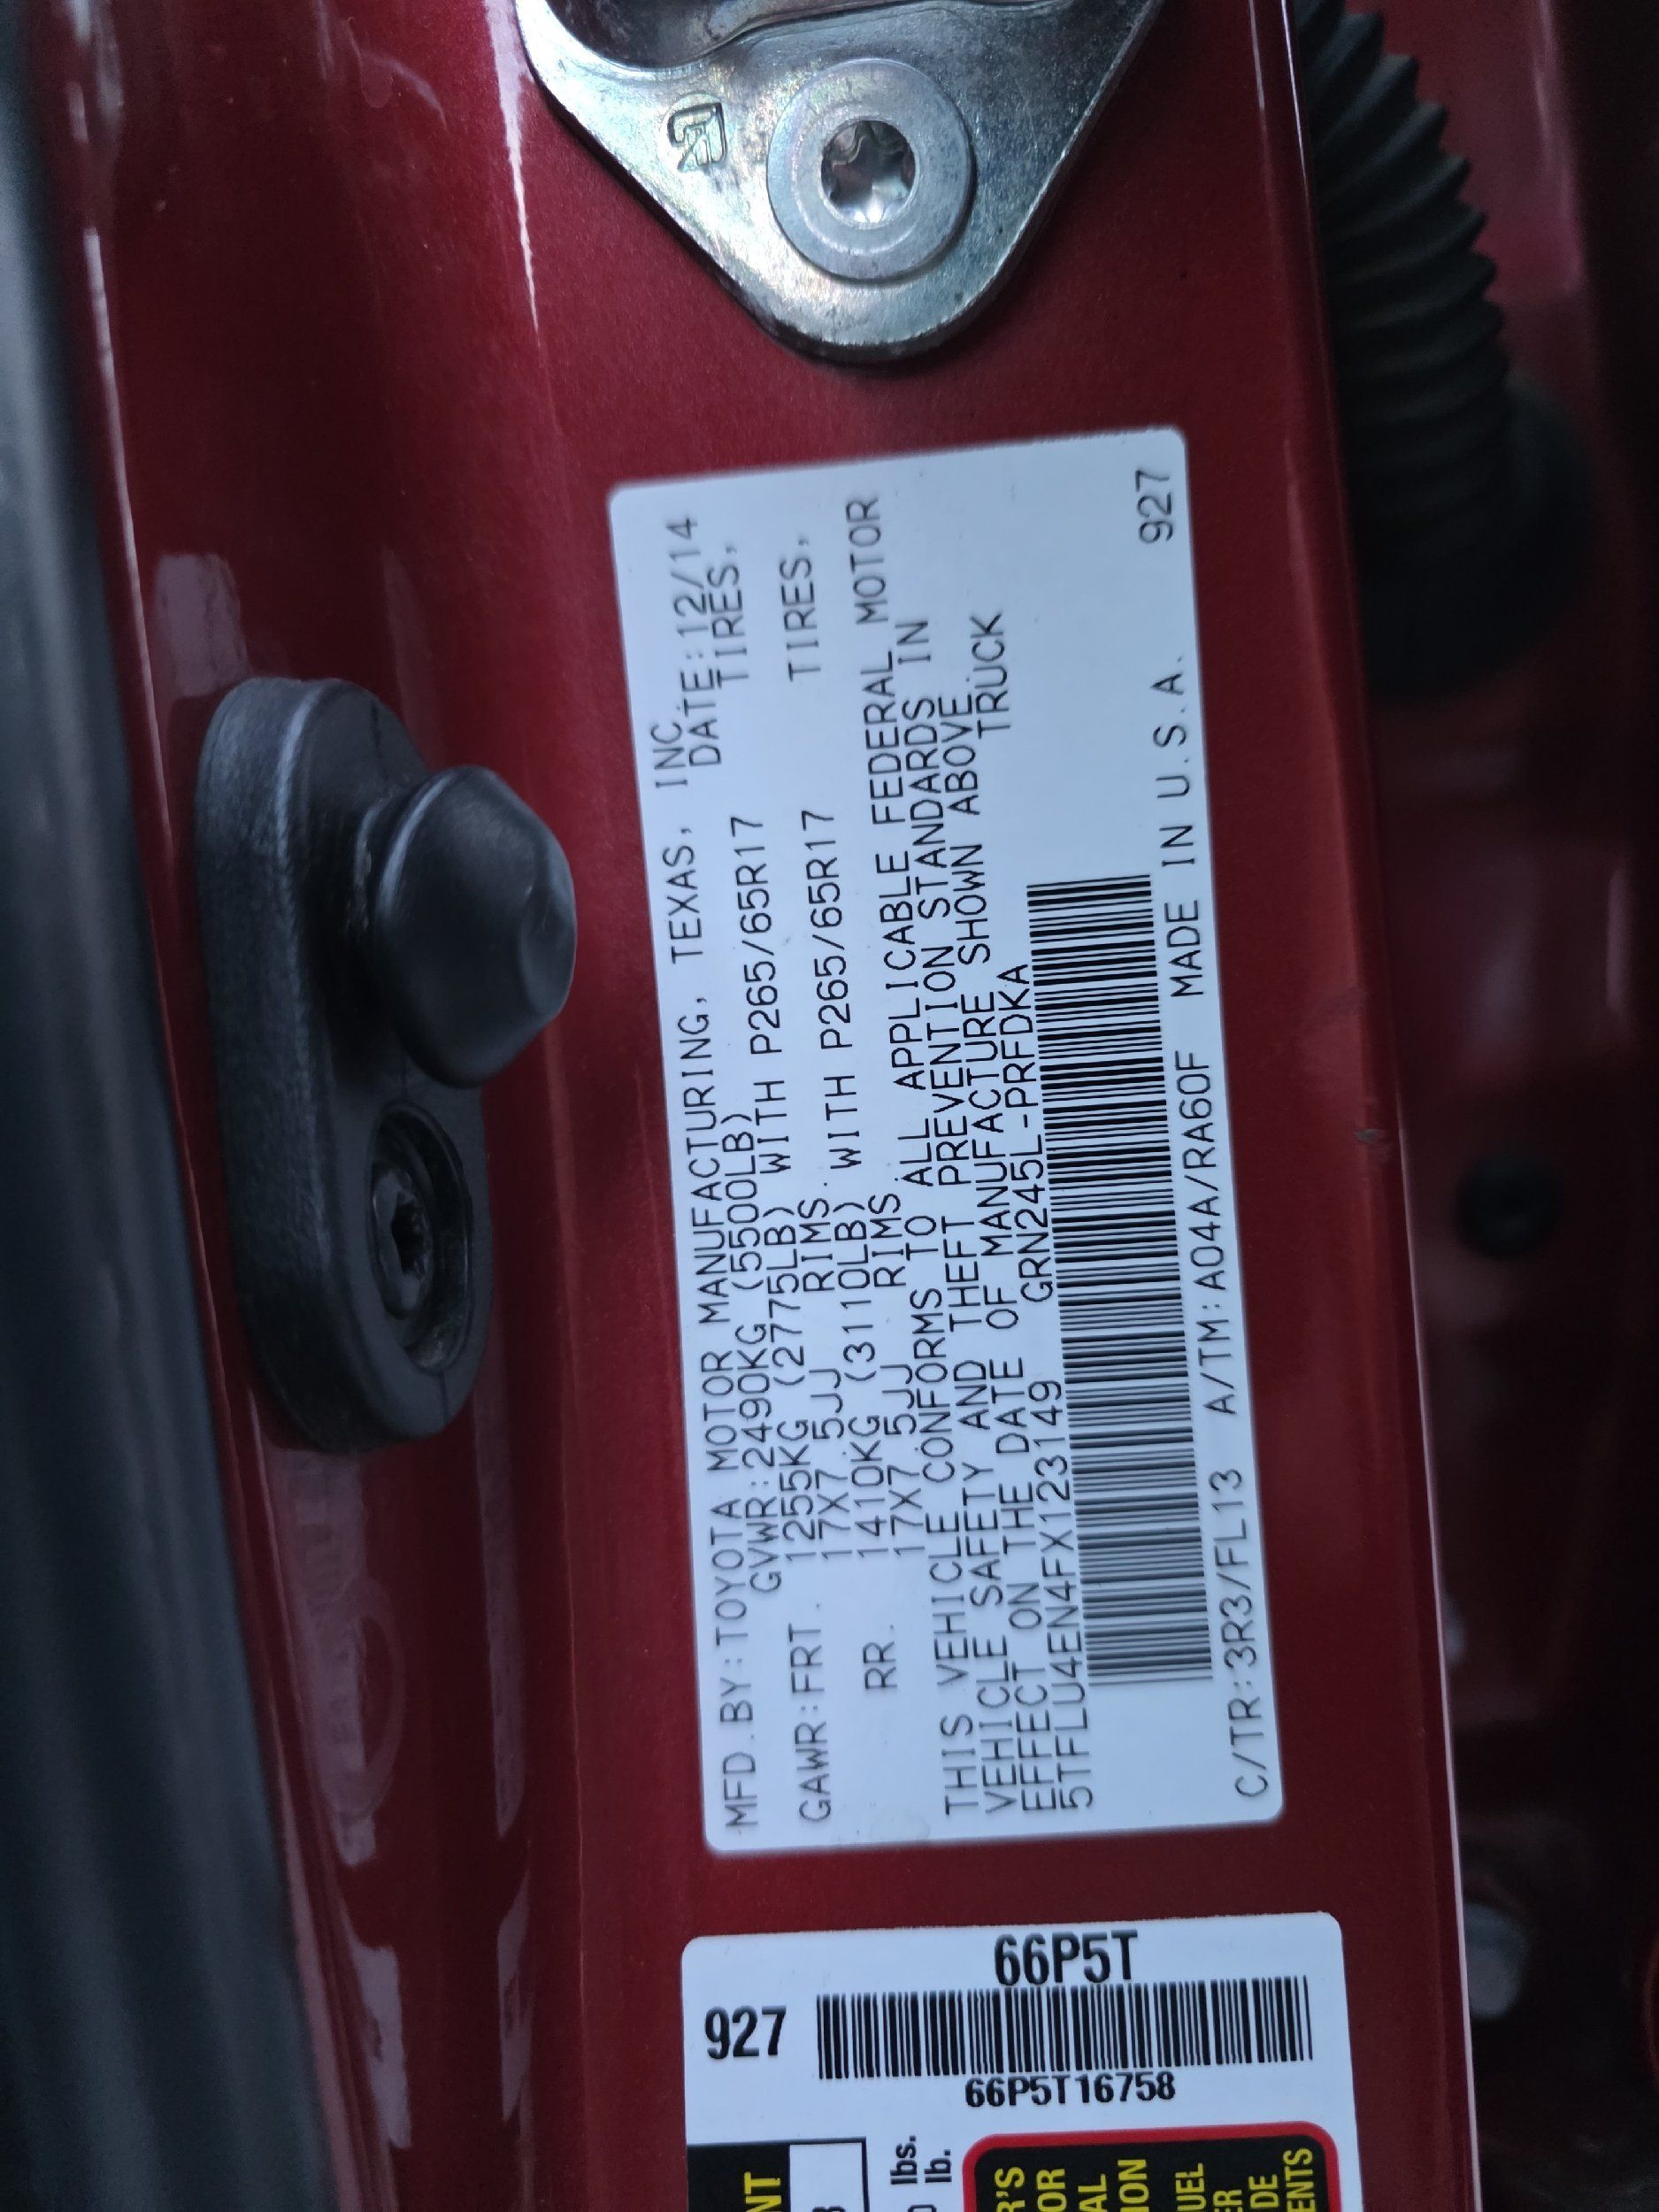 MFD.BY:TOYOTA MOTOR MANUFACTURING, TEXAS, INC.
GVWR:2490KG (5500LB) DATE:12/14
GAWR:FRT. 1255KG (2775LB) WITH P265/65R17 TIRES,
17X7.5JJ RIMS.
RR. 1410KG (3110LB) WITH P265/65R17 TIRES,
17X7.5JJ RIMS.
THIS VEHICLE CONFORMS TO ALL APPLICABLE FEDERAL MOTOR
VEHICLE SAFETY AND THEFT PREVENTION STANDARDS IN
EFFECT ON THE DATE OF MANUFACTURE SHOWN ABOVE.
5TFLU4EN4FX123149 GRN245L-PRFDKA TRUCK
C/TR:3R3/FL13 A/TM:A04A/RA60F MADE IN U.S.A. 927
927
66P5T
66P5T16758
lbs.
lb.